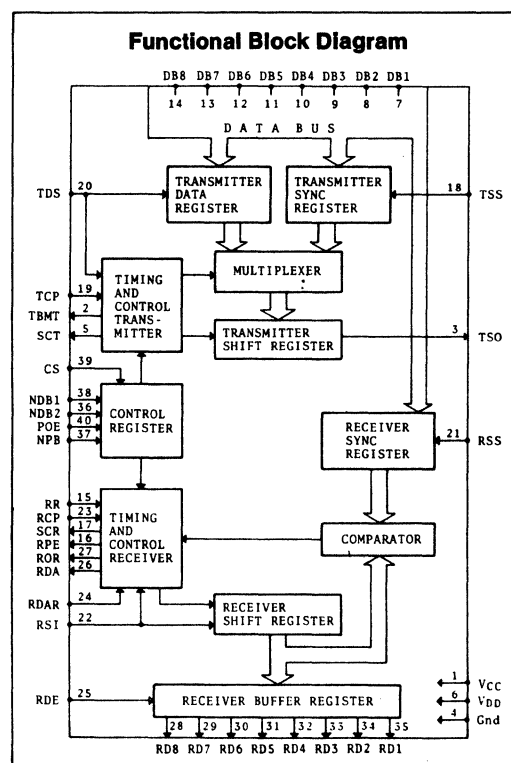 Functional Block Diagram
DB8 DB7 DB6 DB5 DB4 DB3 DB2 DB1
14 13 12 11 10 9 8 7
DATA BUS
TDS 20
TRANSMITTER DATA REGISTER
TRANSMITTER SYNC REGISTER
18 TSS
TCP 19
TBMT 2
SCT 5
TIMING AND CONTROL TRANS-MITTER
MULTIPLEXER
TRANSMITTER SHIFT REGISTER
3 TSO
CS 39
NDB1 38
NDB2 36
POE 40
NPB 37
CONTROL REGISTER
RECEIVER SYNC REGISTER
21 RSS
RR 15
RCP 23
SCR 17
RPE 16
ROR 27
RDA 26
TIMING AND CONTROL RECEIVER
COMPARATOR
RDAR 24
RSI 22
RECEIVER SHIFT REGISTER
1 VCC
6 VDD
4 Gnd
RDE 25
RECEIVER BUFFER REGISTER
28 29 30 31 32 33 34 35
RD8 RD7 RD6 RD5 RD4 RD3 RD2 RD1